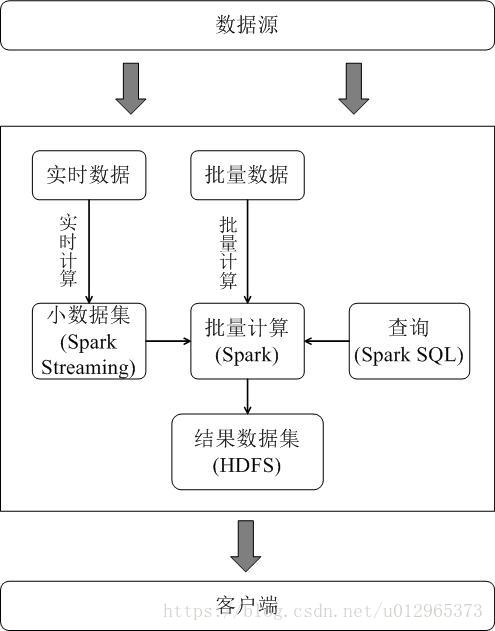 数据源
实时数据
批量数据
实时计算
批量计算
小数据集
(Spark
Streaming)
批量计算
(Spark)
查询
(Spark SQL)
结果数据集
(HDFS)
客户端
https://blog.csdn.net/u012965373